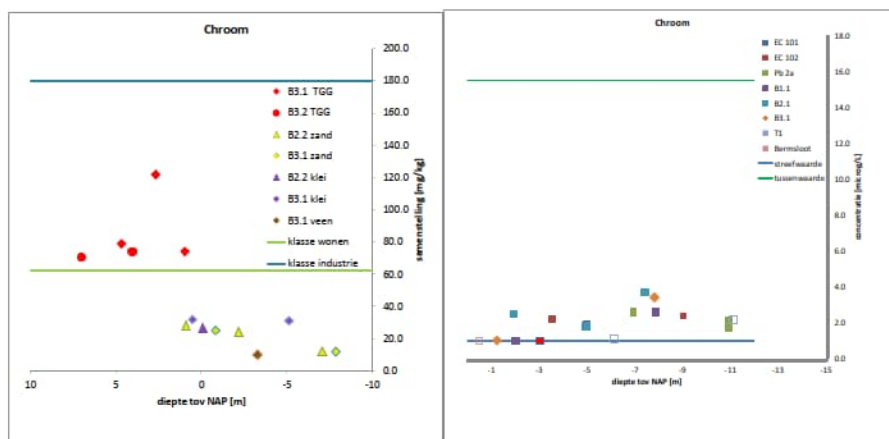 Chroom
200.0
180.0
160.0
140.0
120.0
100.0
80.0
60.0
40.0
20.0
0.0
samenstelling [mg/kg]
B3.1 TGG
B3.2 TGG
B2.2 zand
B3.1 zand
B2.2 klei
B3.1 klei
B3.1 veen
klasse wonen
klasse industrie
10
5
0
-5
-10
diepte tov NAP [m]
Chroom
18.0
16.0
14.0
12.0
10.0
8.0
6.0
4.0
2.0
0.0
concentratie [microg/L]
EC 101
EC 102
Pb 2a
B1.1
B2.1
B3.1
T1
Bermsloot
streefwaarde
tussenwaarde
-1
-3
-5
-7
-9
-11
-13
-15
diepte tov NAP [m]